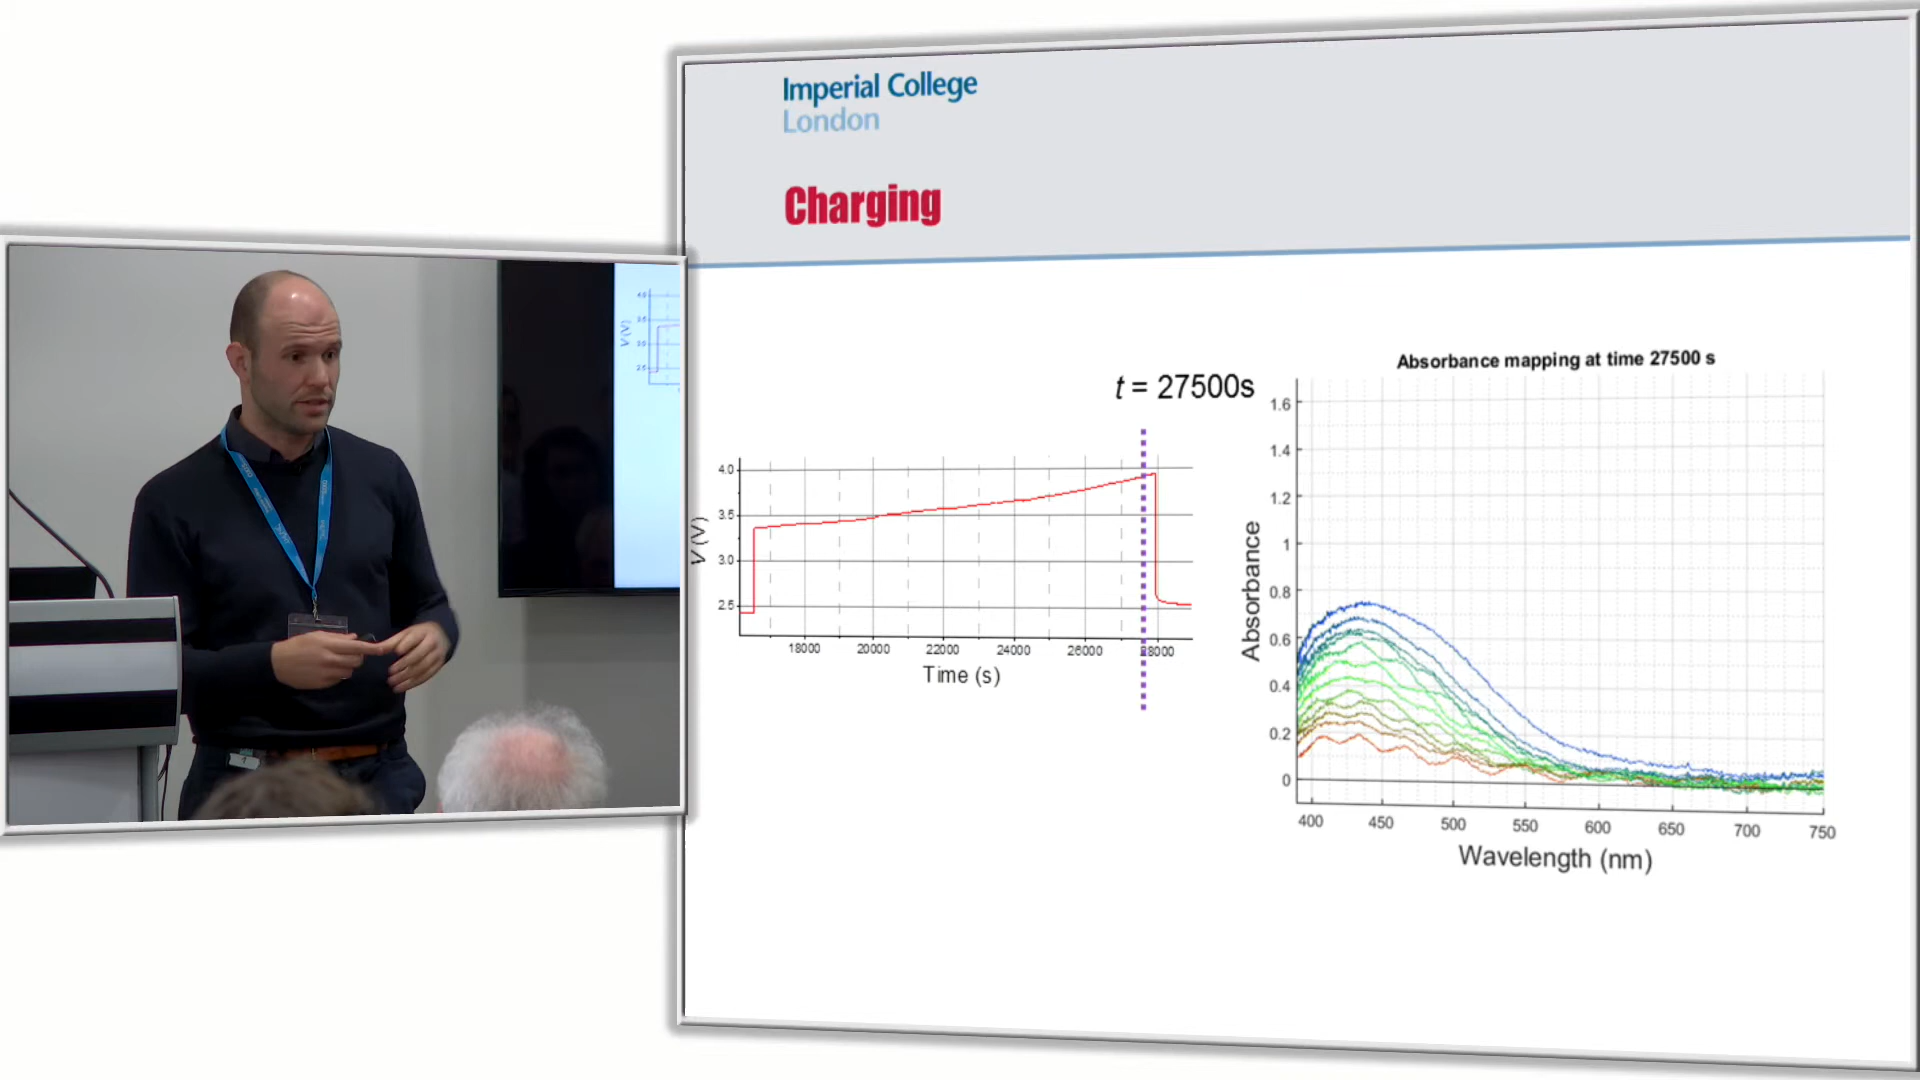 Imperial College
London
Charging
t = 27500s
4.0
3.5
3.0
2.5
V (V)
18000
20000
22000
24000
26000
28000
Time (s)
Absorbance mapping at time 27500 s
1.6
1.4
1.2
1
0.8
0.6
0.4
0.2
0
Absorbance
400
450
500
550
600
650
700
750
Wavelength (nm)
V (V)